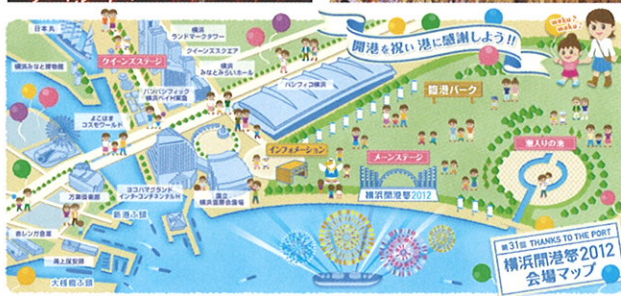 日本丸
横浜
ランドマークタワー
クイーンズスクエア
横浜みなと博物館
クイーンズステージ
横浜
みなとみらいホール
パンパシフィック
横浜ベイH東急
パシフィコ横浜
開港を祝い 港に感謝しよう!!
waku♪
waku♪
臨港パーク
よこはま
コスモワールド
インフォメーション
メーンステージ
横浜開港祭2012
潮入りの池
万葉倶楽部
ヨコハマグランド
インターコンチネンタルH
国立
横浜国際会議場
新港ふ頭
赤レンガ倉庫
海上保安部
大桟橋ふ頭
第31回 THANKS TO THE PORT
横浜開港祭2012
会場マップ